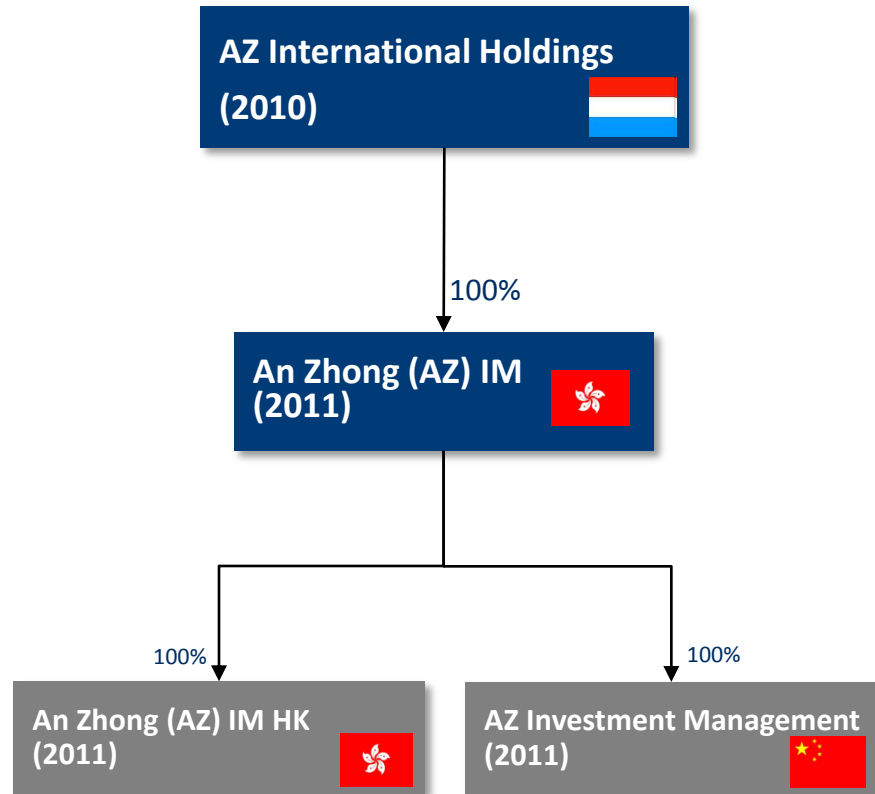 AZ International Holdings
(2010)
100%
An Zhong (AZ) IM
(2011)
100%
100%
An Zhong (AZ) IM HK
(2011)
AZ Investment Management
(2011)